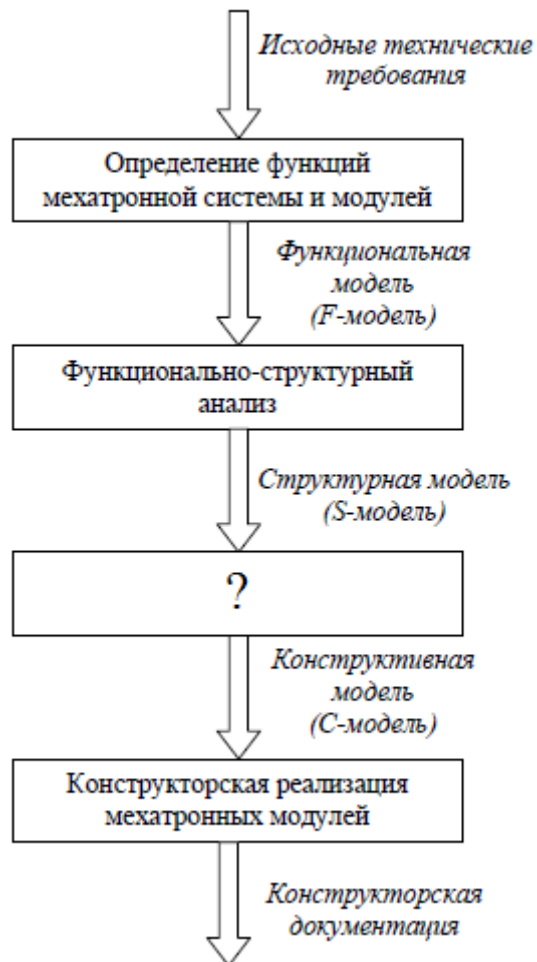 Исходные технические
требования
Определение функций
мехатронной системы и модулей
Функциональная
модель
(F-модель)
Функционально-структурный
анализ
Структурная модель
(S-модель)
?
Конструктивная
модель
(С-модель)
Конструкторская реализация
мехатронных модулей
Конструкторская
документация